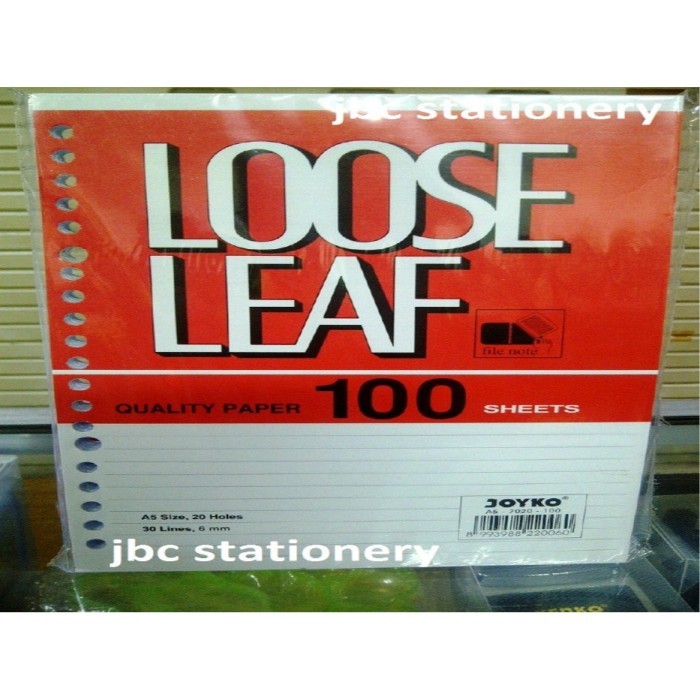 jbc stationery
LOOSE
LEAF
file note
QUALITY PAPER 100 SHEETS
A5 Size, 20 Holes
30 Lines, 6 mm
JOYKO®
A5 7020 - 100
8 993988 220060
jbc stationery